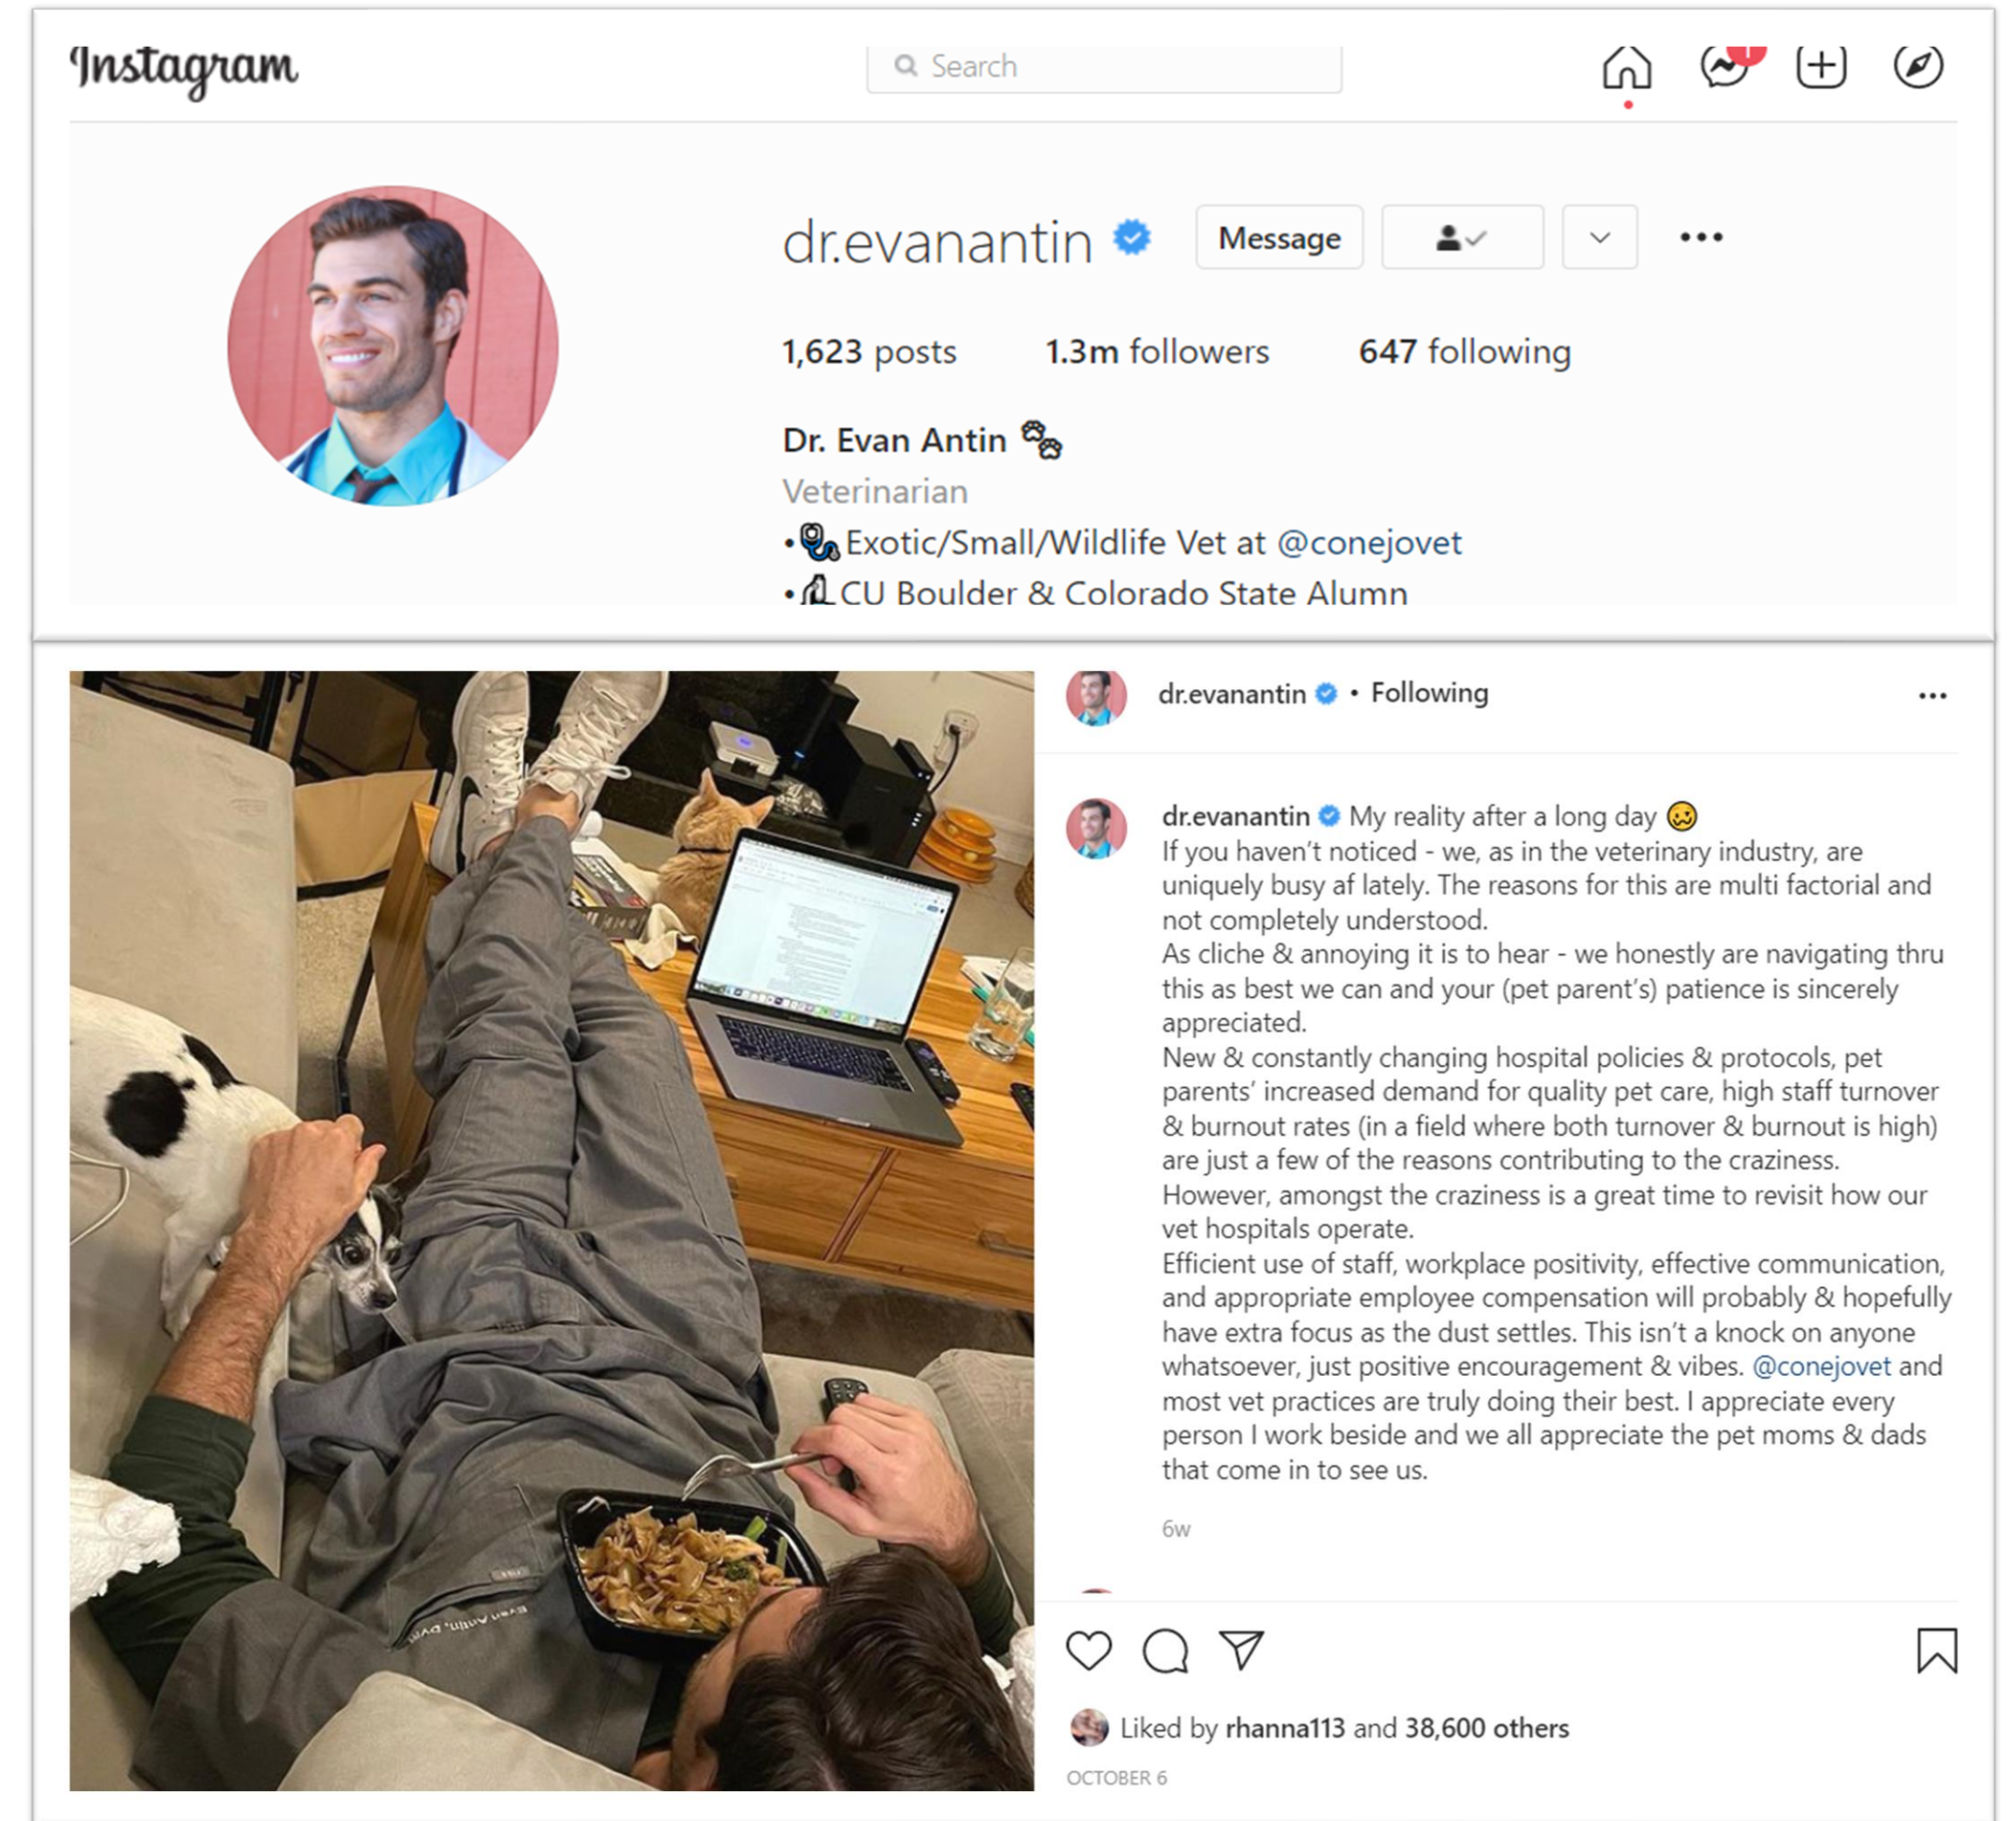 Instagram
Search
dr.evanantin
Message
1,623 posts 1.3m followers 647 following
Dr. Evan Antin
Veterinarian
•Exotic/Small/Wildlife Vet at @conejovet
•CU Boulder & Colorado State Alumn
dr.evanantin • Following
dr.evanantin My reality after a long day
If you haven't noticed - we, as in the veterinary industry, are
uniquely busy af lately. The reasons for this are multi factorial and
not completely understood.
As cliche & annoying it is to hear - we honestly are navigating thru
this as best we can and your (pet parent's) patience is sincerely
appreciated.
New & constantly changing hospital policies & protocols, pet
parents' increased demand for quality pet care, high staff turnover
& burnout rates (in a field where both turnover & burnout is high)
are just a few of the reasons contributing to the craziness.
However, amongst the craziness is a great time to revisit how our
vet hospitals operate.
Efficient use of staff, workplace positivity, effective communication,
and appropriate employee compensation will probably & hopefully
have extra focus as the dust settles. This isn't a knock on anyone
whatsoever, just positive encouragement & vibes. @conejovet and
most vet practices are truly doing their best. I appreciate every
person I work beside and we all appreciate the pet moms & dads
that come in to see us.
6w
Evan Antin, DVM
Liked by rhanna113 and 38,600 others
OCTOBER 6